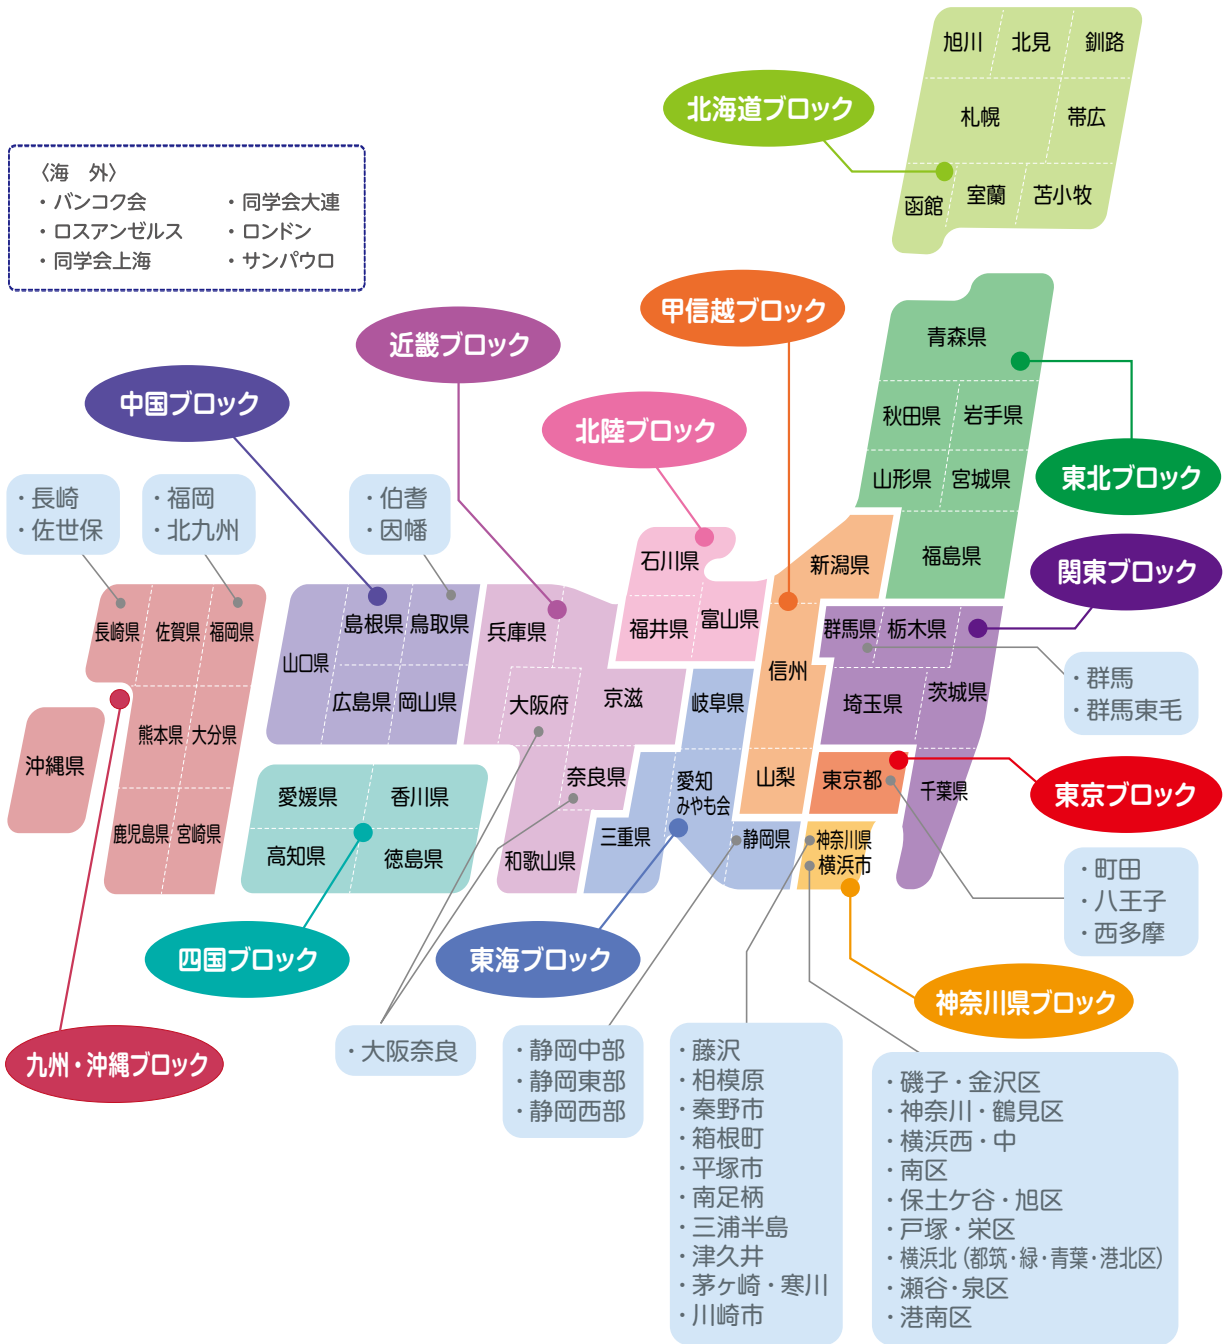 旭川 北見 釧路
札幌 帯広
函館 室蘭 苫小牧
北海道ブロック
〈海　外〉
・バンコク会 ・同学会大連
・ロスアンゼルス ・ロンドン
・同学会上海 ・サンパウロ
甲信越ブロック
近畿ブロック
中国ブロック
北陸ブロック
青森県
秋田県 岩手県
山形県 宮城県
福島県
東北ブロック
・長崎
・佐世保
・福岡
・北九州
・伯耆
・因幡
関東ブロック
石川県
福井県 富山県
新潟県
信州
山梨
群馬県 栃木県
埼玉県 茨城県
千葉県
東京都
・群馬
・群馬東毛
長崎県 佐賀県 福岡県
熊本県 大分県
鹿児島県 宮崎県
沖縄県
島根県 鳥取県
山口県
広島県 岡山県
兵庫県
大阪府 京滋
奈良県
和歌山県
岐阜県
愛知
みやも会
三重県
静岡県
神奈川県
横浜市
愛媛県 香川県
高知県 徳島県
東京ブロック
・町田
・八王子
・西多摩
四国ブロック
東海ブロック
神奈川県ブロック
九州・沖縄ブロック
・大阪奈良
・静岡中部
・静岡東部
・静岡西部
・藤沢
・相模原
・秦野市
・箱根町
・平塚市
・南足柄
・三浦半島
・津久井
・茅ヶ崎・寒川
・川崎市
・磯子・金沢区
・神奈川・鶴見区
・横浜西・中
・南区
・保土ケ谷・旭区
・戸塚・栄区
・横浜北（都筑・緑・青葉・港北区）
・瀬谷・泉区
・港南区